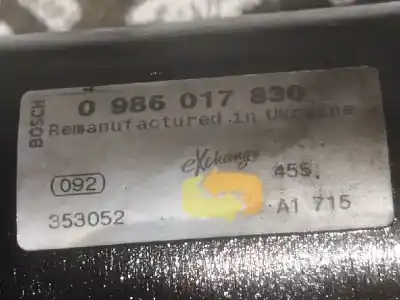 BOSCH
0 986 017 830
Remanufactured in Ukraine
eXchange
455.
092
353052
A1 715